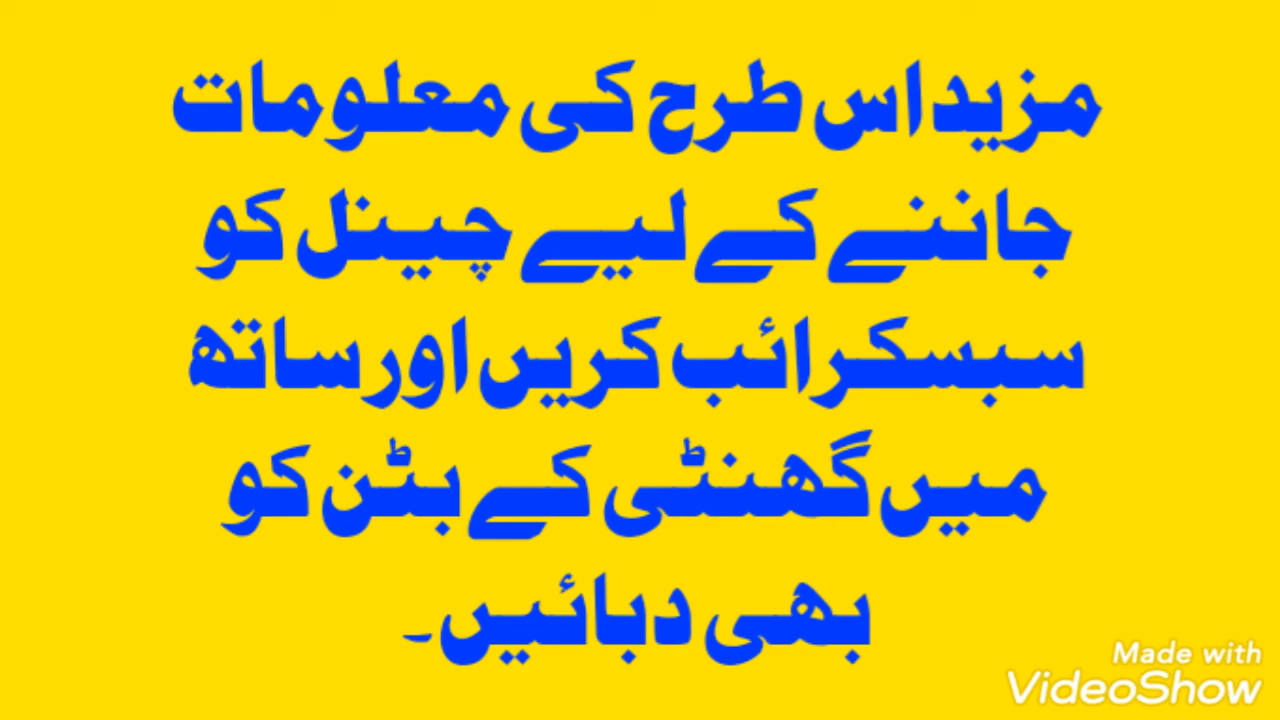 مزید اس طرح کی معلومات
جاننے کے لیے چینل کو
سبسکرائب کریں اور ساتھ
میں گھنٹی کے بٹن کو
بھی دبائیں۔
Made with
VideoShow